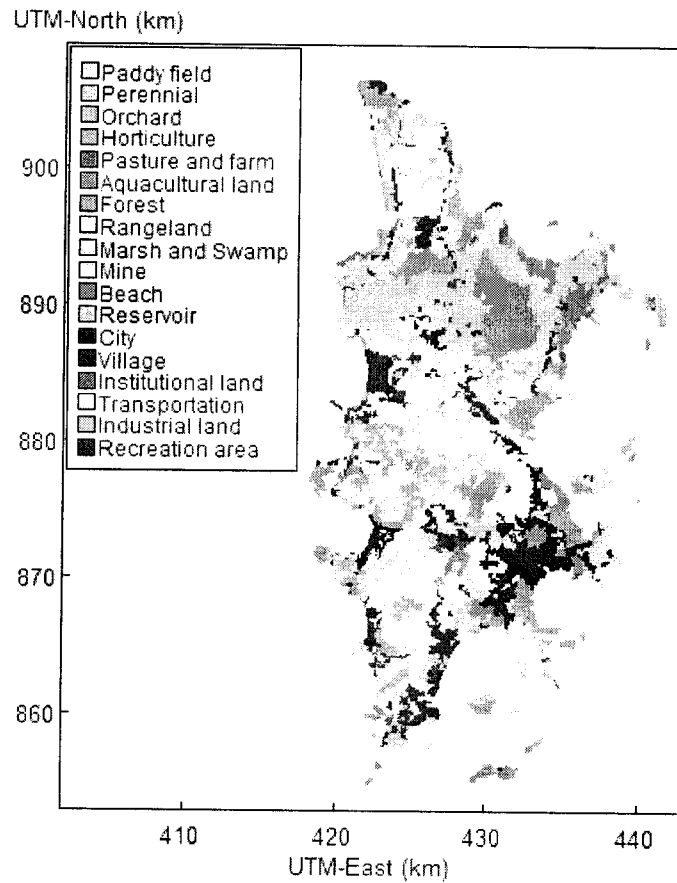 UTM-North (km)
Paddy field
Perennial
Orchard
Horticulture
Pasture and farm
Aquacultural land
Forest
Rangeland
Marsh and Swamp
Mine
Beach
Reservoir
City
Village
Institutional land
Transportation
Industrial land
Recreation area
900
890
880
870
860
410 420 430 440
UTM-East (km)